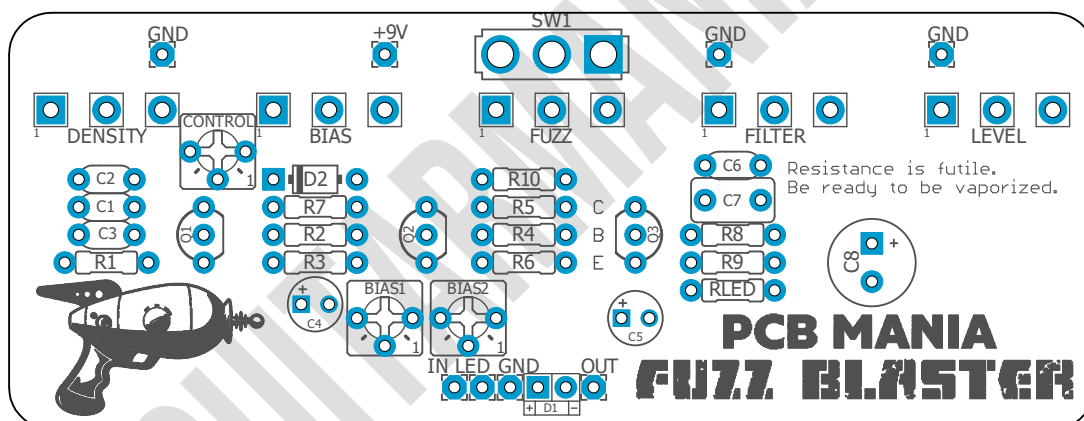 SW1
GND +9V GND GND
1 1 1 1 1
DENSITY CONTROL BIAS FUZZ FILTER LEVEL
1
C2 D2 R10 C6 Resistance is futile.
C1 R7 R5 C C7 Be ready to be vaporized.
C3 Q1 R2 Q2 R4 B Q3 R8
R1 R3 R6 E R9 C8 +
+ C4 BIAS1 BIAS2 RLED
1 1 + C5 PCB MANIA
IN LED GND OUT FUZZ BLASTER
+ D1 -